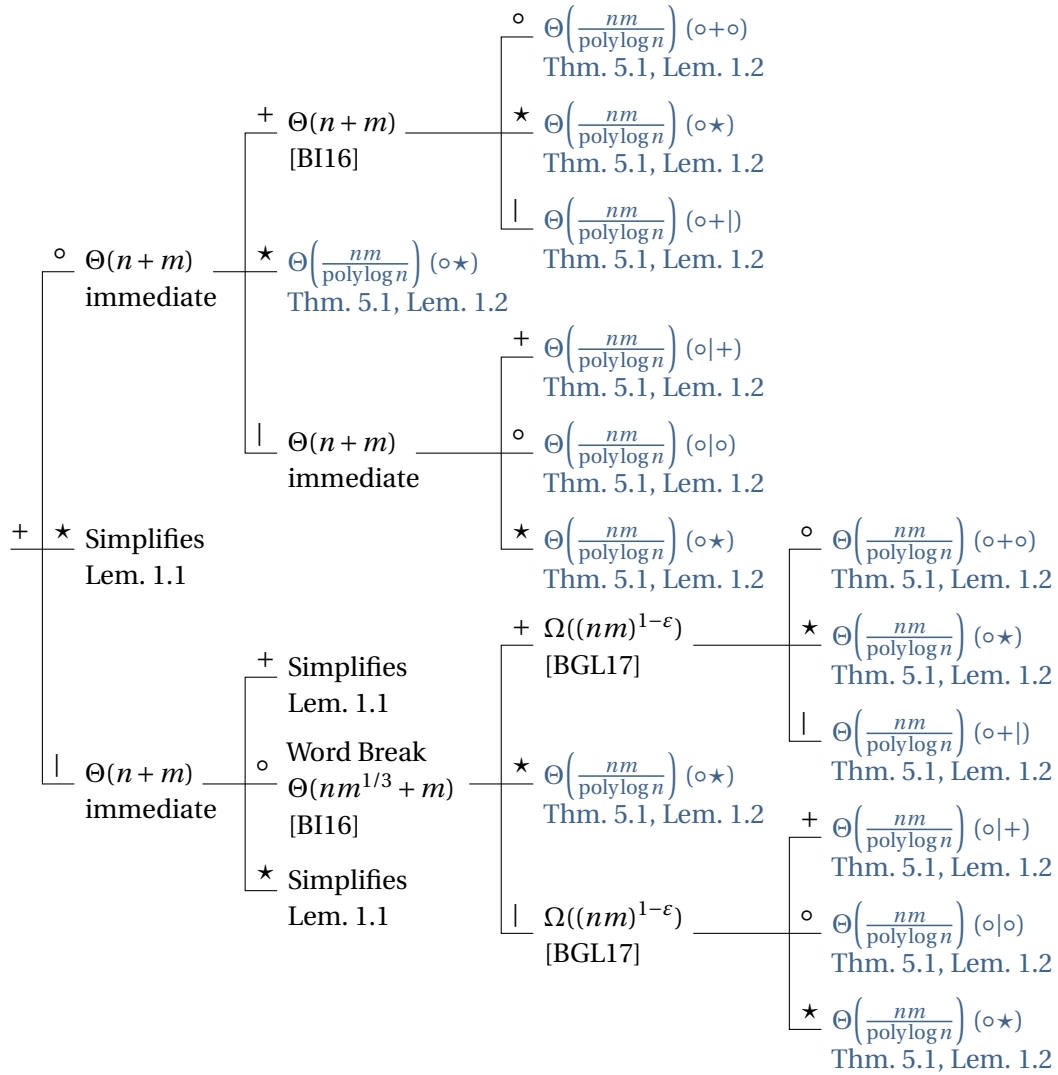 ∘ Θ(nm/polylog n) (∘+∘)
Thm. 5.1, Lem. 1.2
+ Θ(n + m)
[BI16]
⋆ Θ(nm/polylog n) (∘⋆)
Thm. 5.1, Lem. 1.2
| Θ(nm/polylog n) (∘+|)
Thm. 5.1, Lem. 1.2
∘ Θ(n + m)
immediate
⋆ Θ(nm/polylog n) (∘⋆)
Thm. 5.1, Lem. 1.2
+ Θ(nm/polylog n) (∘|+)
Thm. 5.1, Lem. 1.2
| Θ(n + m)
immediate
∘ Θ(nm/polylog n) (∘|∘)
Thm. 5.1, Lem. 1.2
⋆ Θ(nm/polylog n) (∘⋆)
Thm. 5.1, Lem. 1.2
+
⋆ Simplifies
Lem. 1.1
∘ Θ(nm/polylog n) (∘+∘)
Thm. 5.1, Lem. 1.2
+ Ω((nm)^{1−ε})
[BGL17]
⋆ Θ(nm/polylog n) (∘⋆)
Thm. 5.1, Lem. 1.2
| Θ(nm/polylog n) (∘+|)
Thm. 5.1, Lem. 1.2
+ Simplifies
Lem. 1.1
| Θ(n + m)
immediate
∘ Word Break
Θ(nm^{1/3} + m)
[BI16]
⋆ Θ(nm/polylog n) (∘⋆)
Thm. 5.1, Lem. 1.2
⋆ Simplifies
Lem. 1.1
+ Θ(nm/polylog n) (∘|+)
Thm. 5.1, Lem. 1.2
| Ω((nm)^{1−ε})
[BGL17]
∘ Θ(nm/polylog n) (∘|∘)
Thm. 5.1, Lem. 1.2
⋆ Θ(nm/polylog n) (∘⋆)
Thm. 5.1, Lem. 1.2